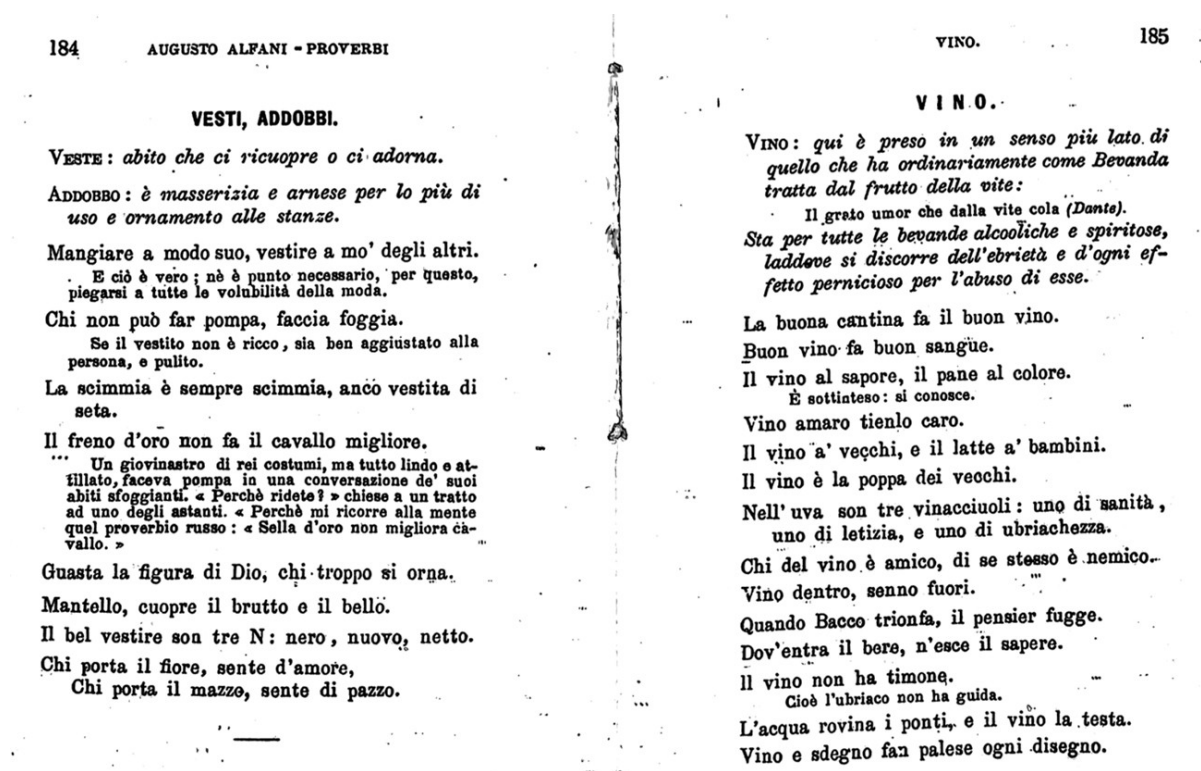 184 AUGUSTO ALFANI - PROVERBI
VESTI, ADDOBBI.
VESTE : abito che ci ricuopre o ci adorna.
ADDOBBO : è masserizia e arnese per lo più di
uso e ornamento alle stanze.
Mangiare a modo suo, vestire a mo' degli altri.
E ciò è vero ; nè è punto necessario, per questo,
piegarsi a tutte le volubilità della moda.
Chi non può far pompa, faccia foggia.
Se il vestito non è ricco, sia ben aggiustato alla
persona, e pulito.
La scimmia è sempre scimmia, anco vestita di
seta.
Il freno d'oro non fa il cavallo migliore.
Un giovinastro di rei costumi, ma tutto lindo e at-
tillato, faceva pompa in una conversazione de' suoi
abiti sfoggianti. « Perchè ridete? » chiese a un tratto
ad uno degli astanti. « Perchè mi ricorre alla mente
quel proverbio russo : « Sella d'oro non migliora ca-
vallo. »
Guasta la figura di Dio, chi troppo si orna.
Mantello, cuopre il brutto e il bello.
Il bel vestire son tre N: nero, nuovo, netto.
Chi porta il fiore, sente d'amore,
Chi porta il mazzo, sente di pazzo.
VINO. 185
VINO.
VINO : qui è preso in un senso più lato di
quello che ha ordinariamente come Bevanda
tratta dal frutto della vite :
Il grato umor che dalla vite cola (Dante).
Sta per tutte le bevande alcooliche e spiritose,
laddove si discorre dell'ebrietà e d'ogni ef-
fetto pernicioso per l'abuso di esse.
La buona cantina fa il buon vino.
Buon vino fa buon sangue.
Il vino al sapore, il pane al colore.
È sottinteso : si conosce.
Vino amaro tienlo caro.
Il vino a' vecchi, e il latte a' bambini.
Il vino è la poppa dei vecchi.
Nell' uva son tre vinacciuoli : uno di sanità,
uno di letizia, e uno di ubriachezza.
Chi del vino è amico, di se stesso è nemico.
Vino dentro, senno fuori.
Quando Bacco trionfa, il pensier fugge.
Dov'entra il bere, n'esce il sapere.
Il vino non ha timone.
Cioè l'ubriaco non ha guida.
L'acqua rovina i ponti, e il vino la testa.
Vino e sdegno fan palese ogni disegno.